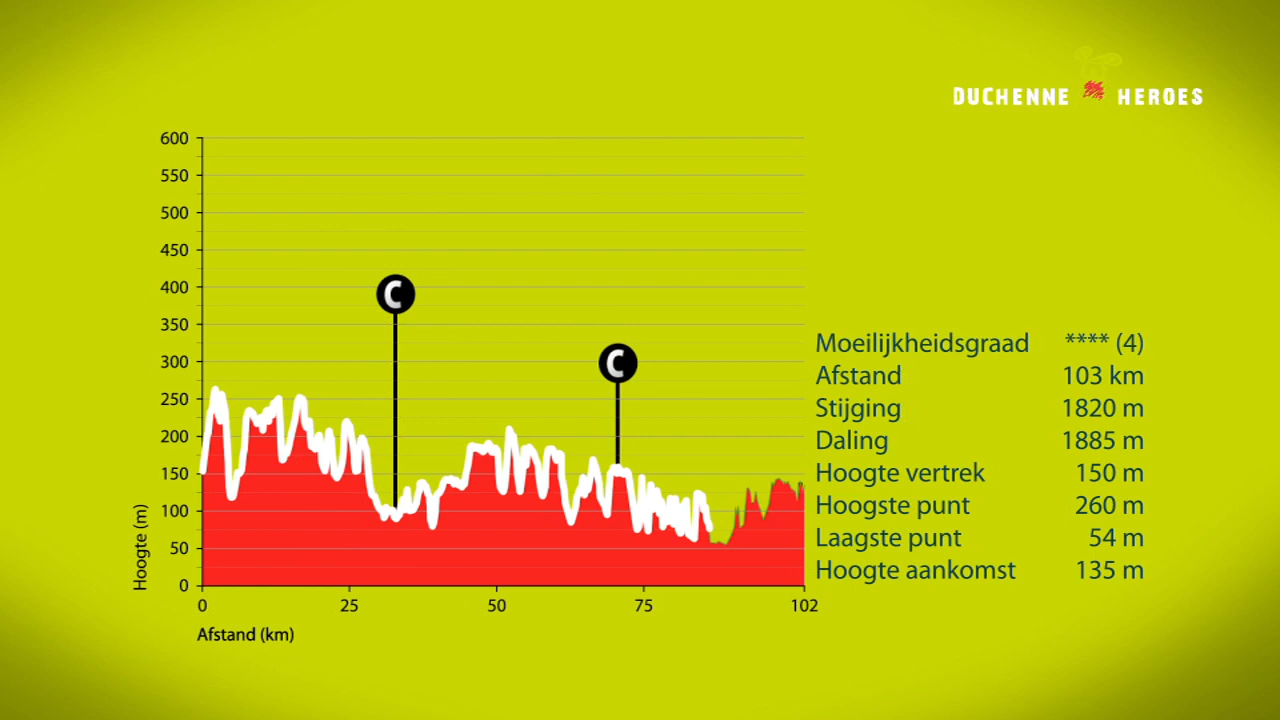 DUCHENNE HEROES
600
550
500
450
400
350
300
250
200
150
100
50
0
Hoogte (m)
C
C
0 25 50 75 102
Afstand (km)
Moeilijkheidsgraad **** (4)
Afstand 103 km
Stijging 1820 m
Daling 1885 m
Hoogte vertrek 150 m
Hoogste punt 260 m
Laagste punt 54 m
Hoogte aankomst 135 m